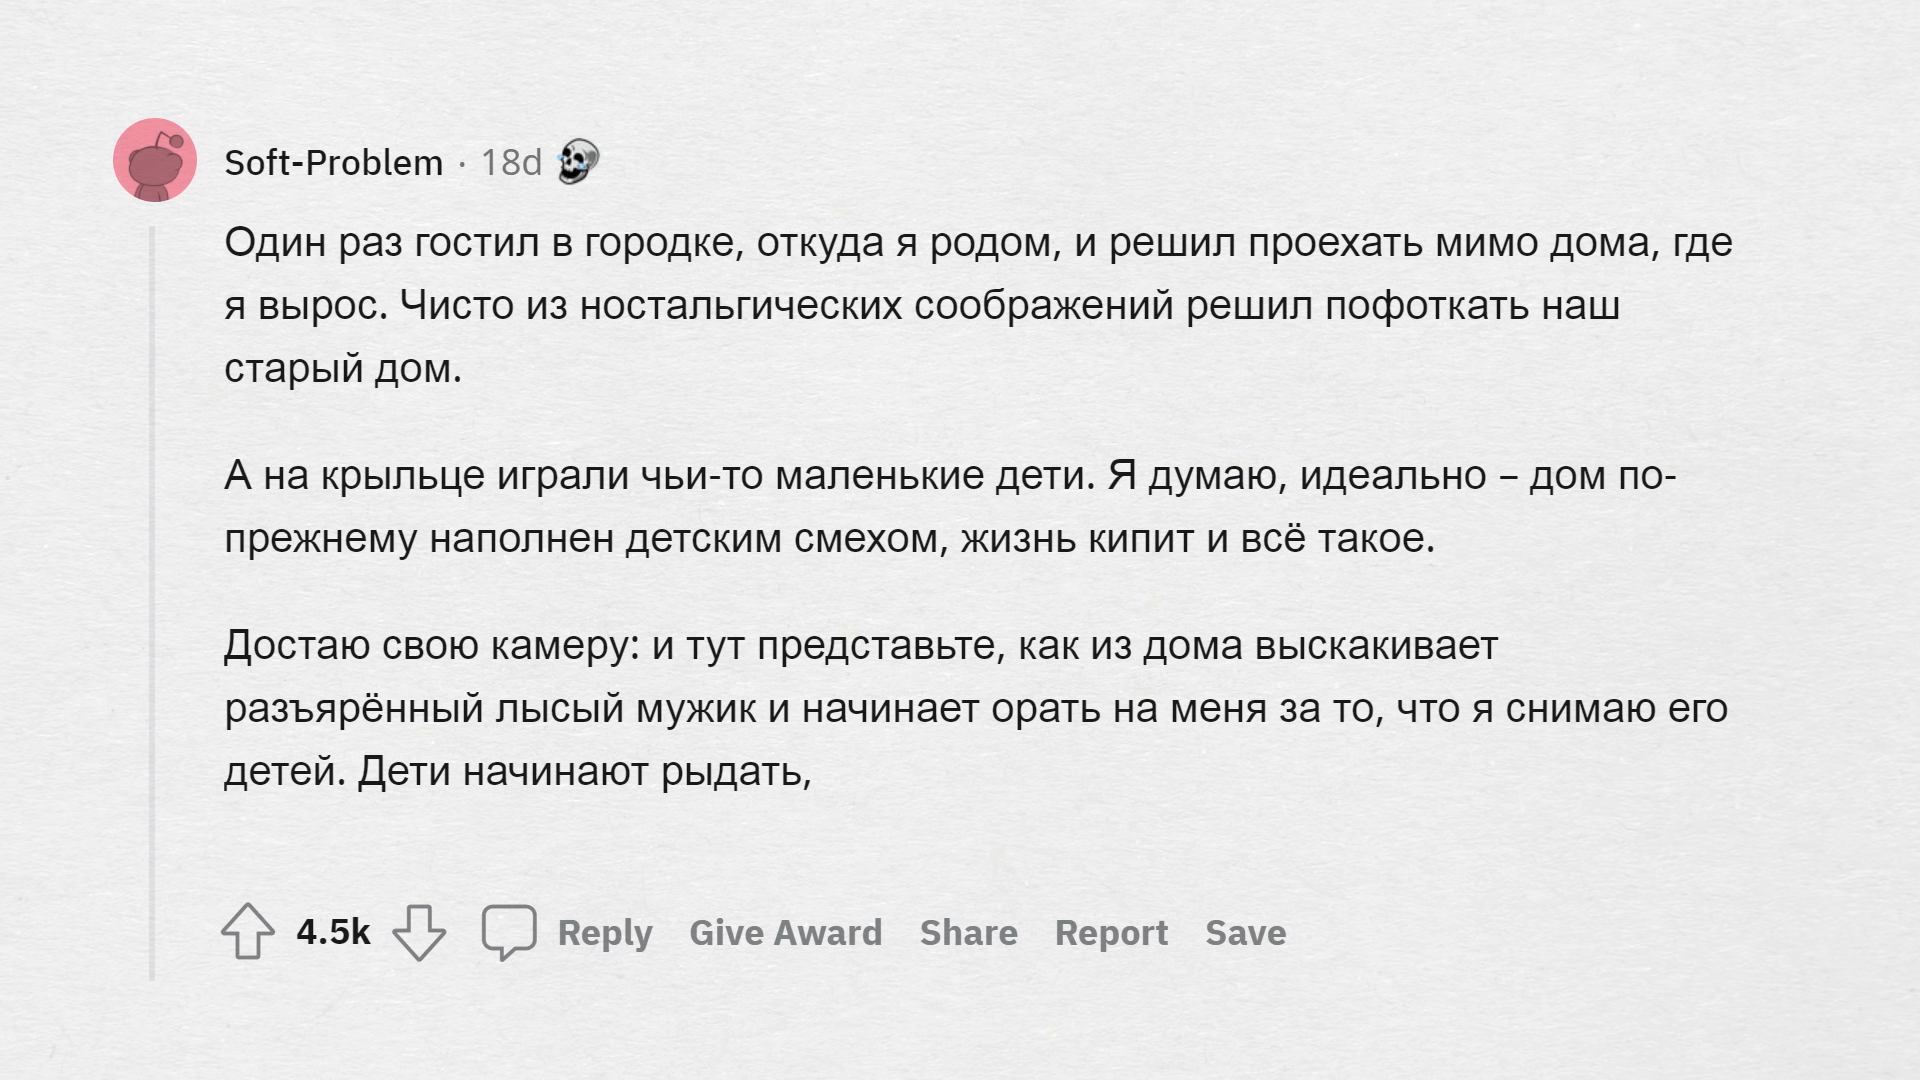 Soft-Problem · 18d
Один раз гостил в городке, откуда я родом, и решил проехать мимо дома, где
я вырос. Чисто из ностальгических соображений решил пофоткать наш
старый дом.
А на крыльце играли чьи-то маленькие дети. Я думаю, идеально – дом по-
прежнему наполнен детским смехом, жизнь кипит и всё такое.
Достаю свою камеру: и тут представьте, как из дома выскакивает
разъярённый лысый мужик и начинает орать на меня за то, что я снимаю его
детей. Дети начинают рыдать,
4.5k Reply Give Award Share Report Save